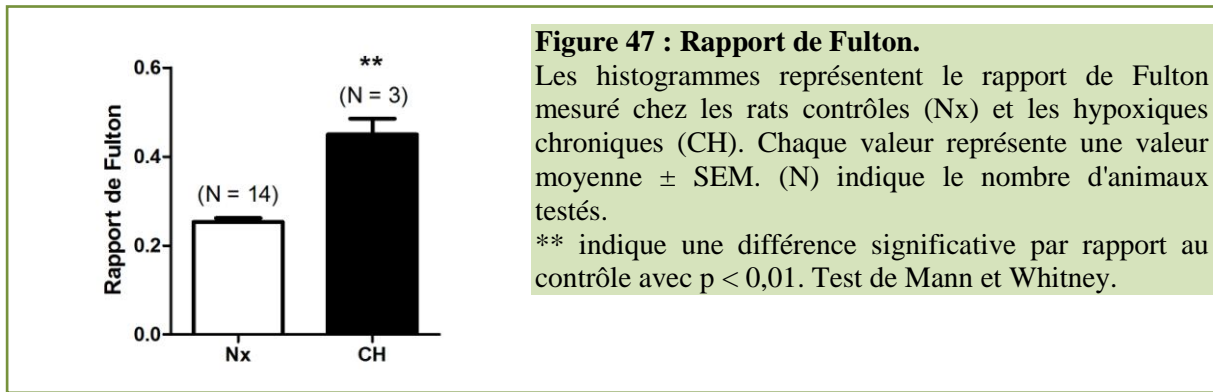 Rapport de Fulton
0.6
0.4
0.2
0.0
(N = 14)
**
(N = 3)
Nx
CH
Figure 47 : Rapport de Fulton.
Les histogrammes représentent le rapport de Fulton
mesuré chez les rats contrôles (Nx) et les hypoxiques
chroniques (CH). Chaque valeur représente une valeur
moyenne ± SEM. (N) indique le nombre d'animaux
testés.
** indique une différence significative par rapport au
contrôle avec p < 0,01. Test de Mann et Whitney.